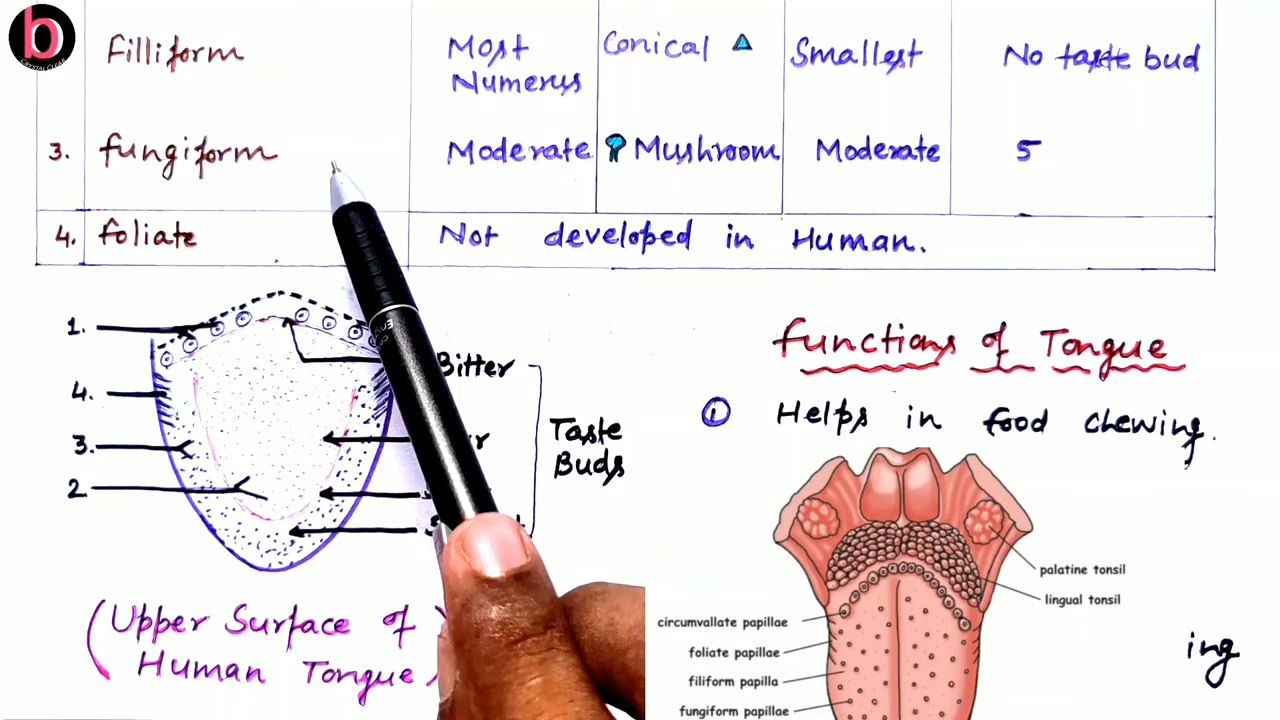 b
CRYSTAL CLEAR
Filliform Most Numerus Conical Smallest No taste bud
3. fungiform Moderate Mushroom Moderate 5
4. foliate Not developed in Human.
1.
4.
3.
2.
Bitter
Taste
Buds
(Upper Surface of
Human Tongue)
Functions of Tongue
1 Helps in food chewing.
palatine tonsil
lingual tonsil
circumvallate papillae
foliate papillae
filiform papilla
fungiform papillae
ing